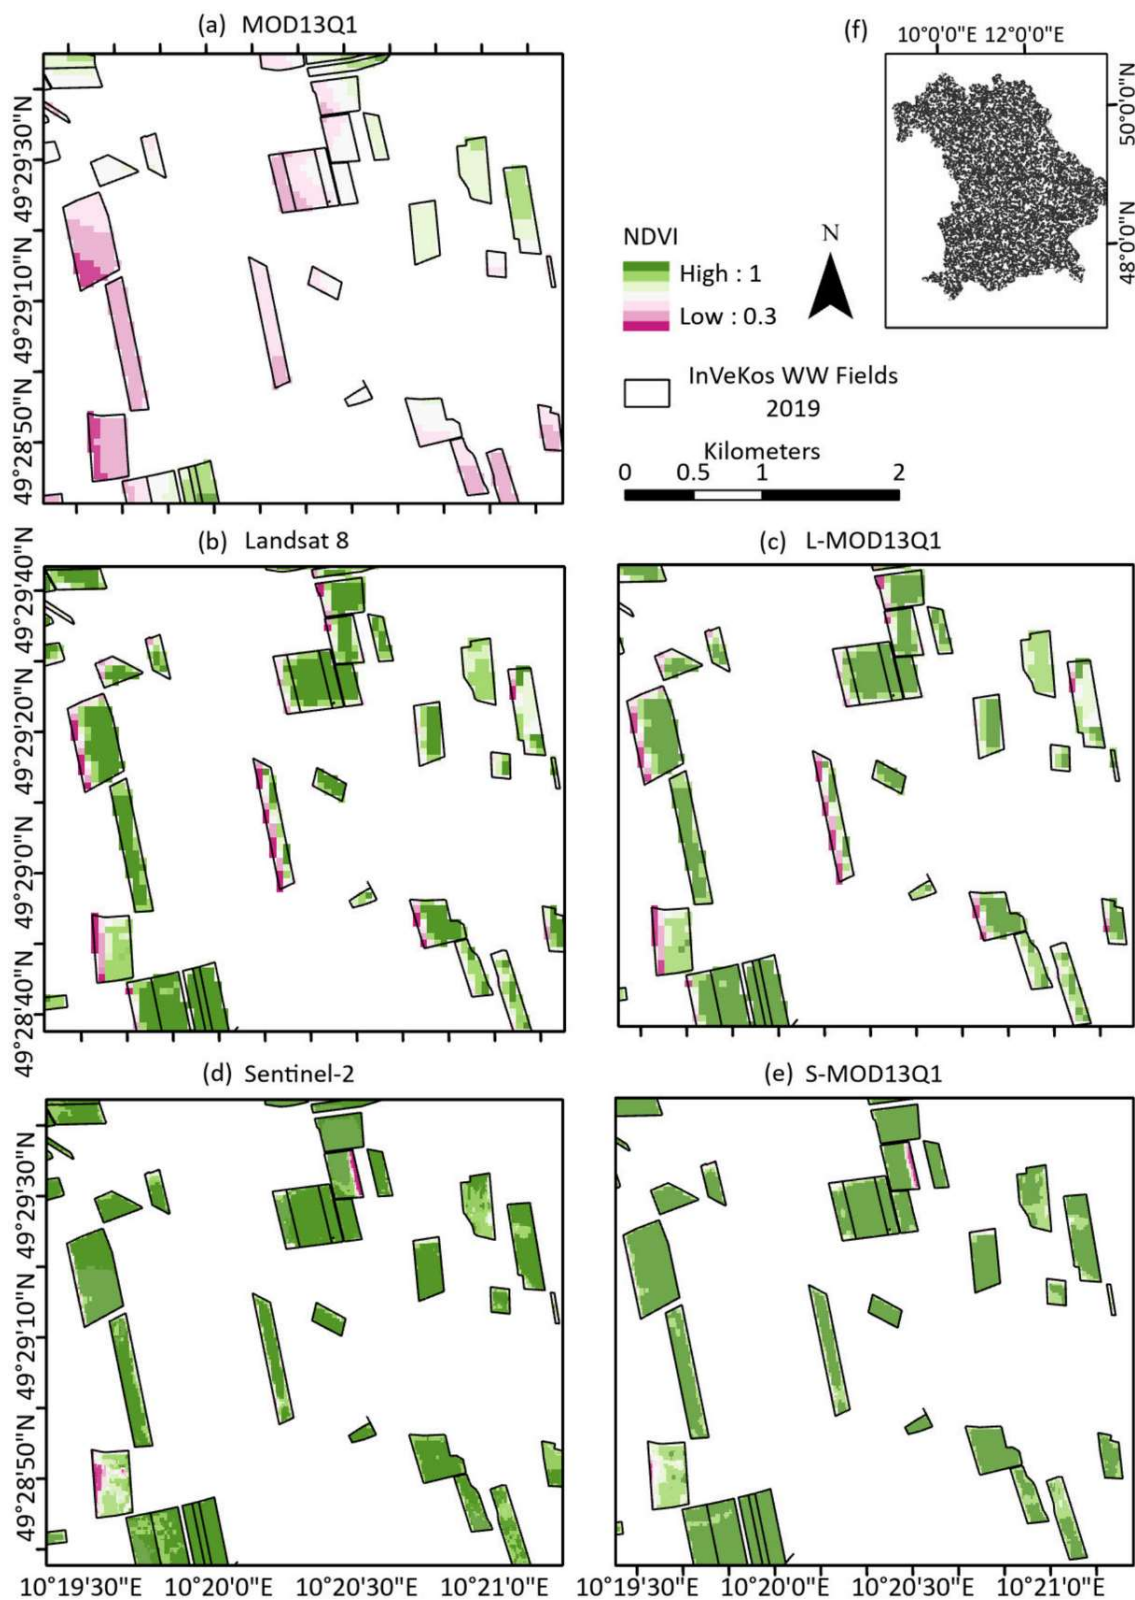 (a) MOD13Q1
(f)
10°0'0"E 12°0'0"E
50°0'0"N
48°0'0"N
49°29'30"N
49°29'10"N
49°28'50"N
NDVI
High : 1
Low : 0.3
N
InVeKos WW Fields
2019
Kilometers
0 0.5 1 2
(b) Landsat 8
(c) L-MOD13Q1
49°29'40"N
49°29'20"N
49°29'0"N
49°28'40"N
(d) Sentinel-2
(e) S-MOD13Q1
49°29'30"N
49°29'10"N
49°28'50"N
10°19'30"E 10°20'0"E 10°20'30"E 10°21'0"E
10°19'30"E 10°20'0"E 10°20'30"E 10°21'0"E